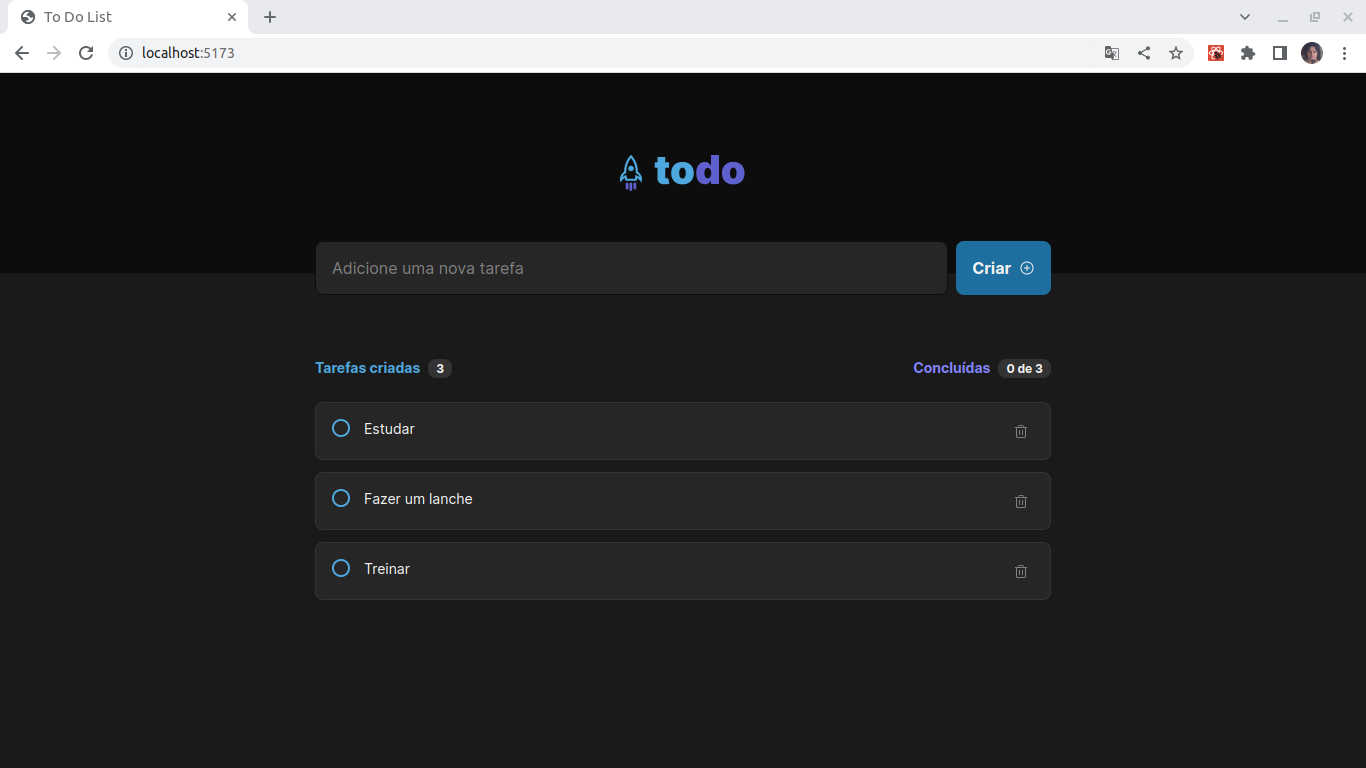 To Do List
localhost:5173
todo
Adicione uma nova tarefa
Criar
Tarefas criadas 3
Concluídas 0 de 3
Estudar
Fazer um lanche
Treinar